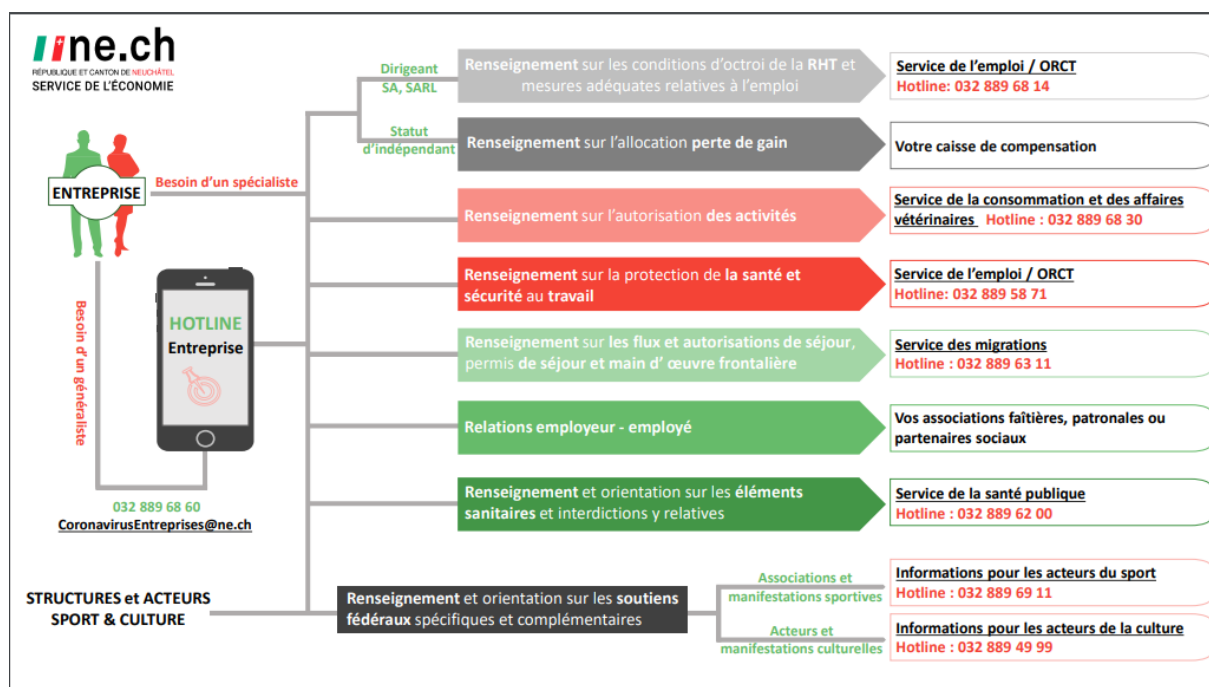 ne.ch
RÉPUBLIQUE ET CANTON DE NEUCHÂTEL
SERVICE DE L'ÉCONOMIE
ENTREPRISE
Besoin d'un spécialiste
Besoin d'un généraliste
HOTLINE
Entreprise
032 889 68 60
CoronavirusEntreprises@ne.ch
Dirigeant
SA, SARL
Renseignement sur les conditions d'octroi de la RHT et
mesures adéquates relatives à l'emploi
Service de l'emploi / ORCT
Hotline: 032 889 68 14
Statut
d'indépendant
Renseignement sur l'allocation perte de gain
Votre caisse de compensation
Renseignement sur l'autorisation des activités
Service de la consommation et des affaires
vétérinaires Hotline : 032 889 68 30
Renseignement sur la protection de la santé et
sécurité au travail
Service de l'emploi / ORCT
Hotline: 032 889 58 71
Renseignement sur les flux et autorisations de séjour,
permis de séjour et main d' œuvre frontalière
Service des migrations
Hotline : 032 889 63 11
Relations employeur - employé
Vos associations faîtières, patronales ou
partenaires sociaux
Renseignement et orientation sur les éléments
sanitaires et interdictions y relatives
Service de la santé publique
Hotline : 032 889 62 00
STRUCTURES et ACTEURS
SPORT & CULTURE
Renseignement et orientation sur les soutiens
fédéraux spécifiques et complémentaires
Associations et
manifestations sportives
Informations pour les acteurs du sport
Hotline : 032 889 69 11
Acteurs et
manifestations culturelles
Informations pour les acteurs de la culture
Hotline : 032 889 49 99